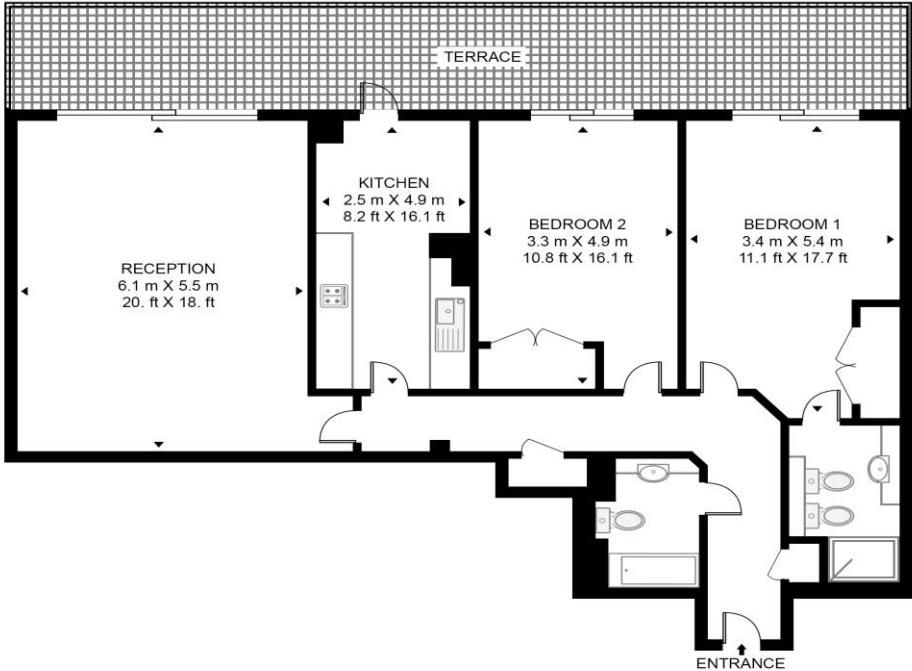 TERRACE
KITCHEN
2.5 m X 4.9 m
8.2 ft X 16.1 ft
BEDROOM 2
3.3 m X 4.9 m
10.8 ft X 16.1 ft
BEDROOM 1
3.4 m X 5.4 m
11.1 ft X 17.7 ft
RECEPTION
6.1 m X 5.5 m
20. ft X 18. ft
ENTRANCE